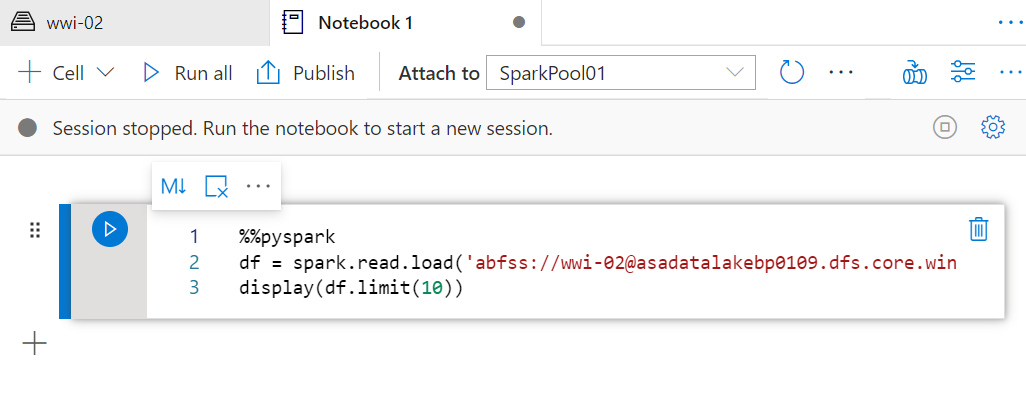 wwi-02
Notebook 1
Cell
Run all
Publish
Attach to
SparkPool01
Session stopped. Run the notebook to start a new session.
M↓
1 %%pyspark
2 df = spark.read.load('abfss://wwi-02@asadatalakebp0109.dfs.core.win
3 display(df.limit(10))